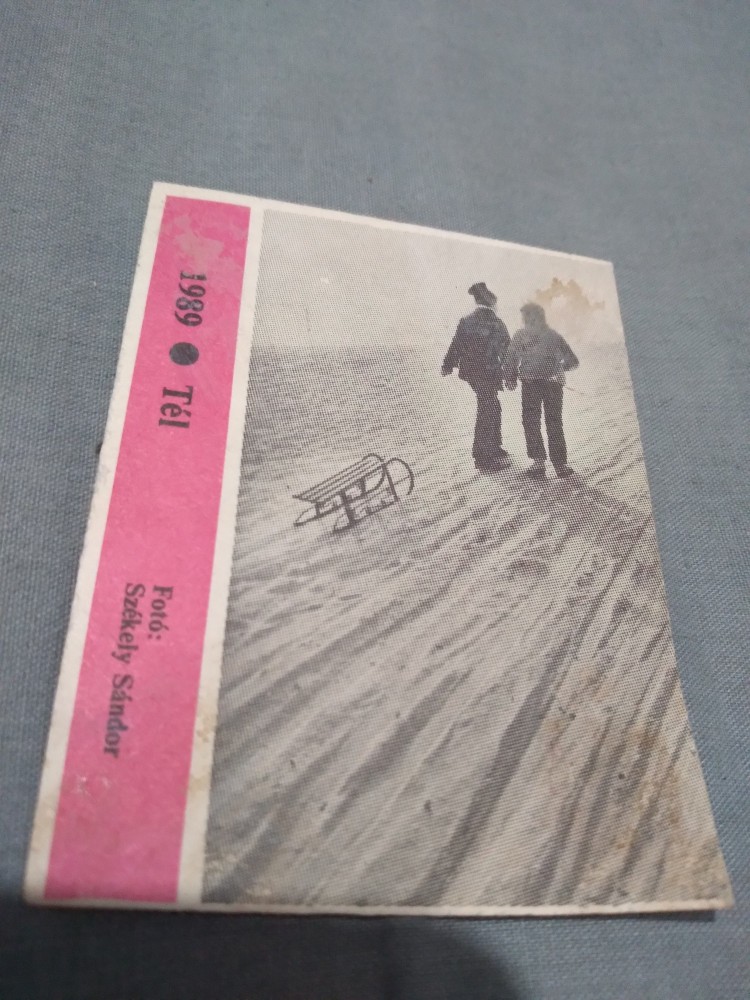 1989 ● Tél
Fotó:
Székely Sándor